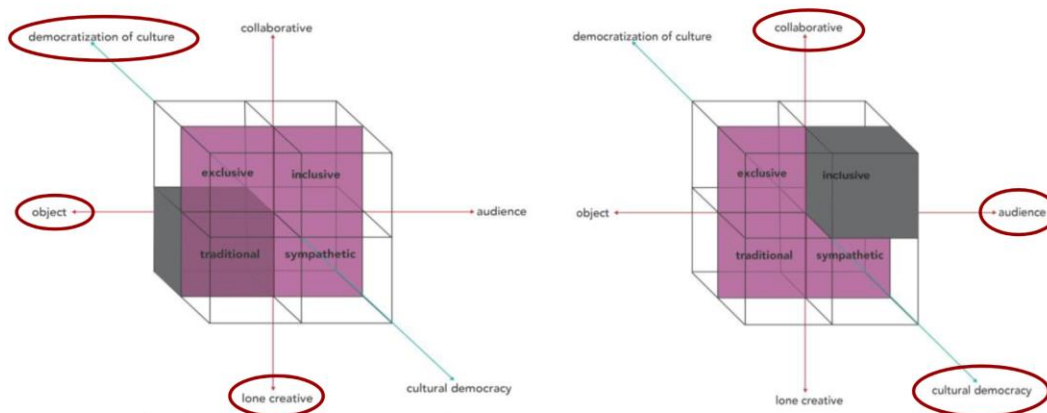 democratization of culture
collaborative
exclusive
inclusive
object
audience
traditional
sympathetic
cultural democracy
lone creative
democratization of culture
collaborative
exclusive
inclusive
object
audience
traditional
sympathetic
cultural democracy
lone creative